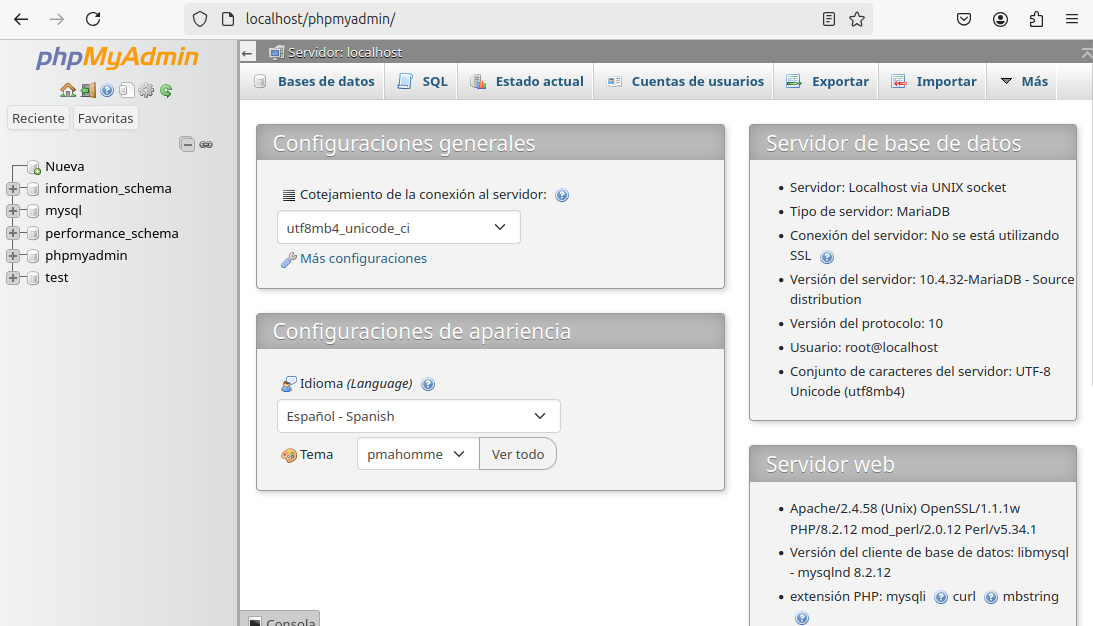 localhost/phpmyadmin/
phpMyAdmin
Reciente Favoritas
Nueva
information_schema
mysql
performance_schema
phpmyadmin
test
Servidor: localhost
Bases de datos SQL Estado actual Cuentas de usuarios Exportar Importar Más
Configuraciones generales
Cotejamiento de la conexión al servidor:
utf8mb4_unicode_ci
Más configuraciones
Configuraciones de apariencia
Idioma (Language)
Español - Spanish
Tema pmahomme Ver todo
Servidor de base de datos
• Servidor: Localhost via UNIX socket
• Tipo de servidor: MariaDB
• Conexión del servidor: No se está utilizando
SSL
• Versión del servidor: 10.4.32-MariaDB - Source
distribution
• Versión del protocolo: 10
• Usuario: root@localhost
• Conjunto de caracteres del servidor: UTF-8
Unicode (utf8mb4)
Servidor web
• Apache/2.4.58 (Unix) OpenSSL/1.1.1w
PHP/8.2.12 mod_perl/2.0.12 Perl/v5.34.1
• Versión del cliente de base de datos: libmysql
- mysqlnd 8.2.12
• extensión PHP: mysqli curl mbstring
Consola